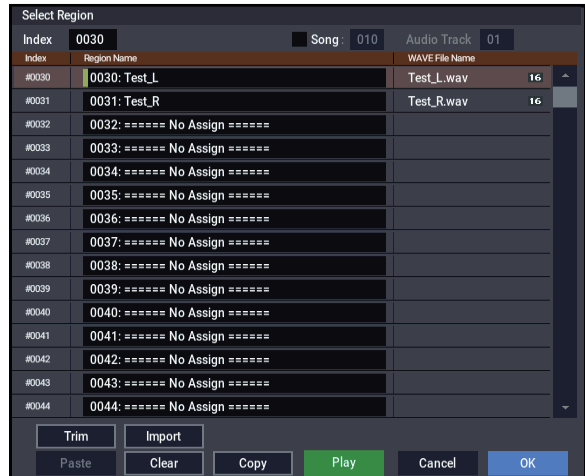 Select Region
Index 0030 Song : 010 Audio Track 01
Index Region Name WAVE File Name
#0030 0030: Test_L Test_L.wav 16
#0031 0031: Test_R Test_R.wav 16
#0032 0032: ====== No Assign ======
#0033 0033: ====== No Assign ======
#0034 0034: ====== No Assign ======
#0035 0035: ====== No Assign ======
#0036 0036: ====== No Assign ======
#0037 0037: ====== No Assign ======
#0038 0038: ====== No Assign ======
#0039 0039: ====== No Assign ======
#0040 0040: ====== No Assign ======
#0041 0041: ====== No Assign ======
#0042 0042: ====== No Assign ======
#0043 0043: ====== No Assign ======
#0044 0044: ====== No Assign ======
Trim Import
Paste Clear Copy Play Cancel OK